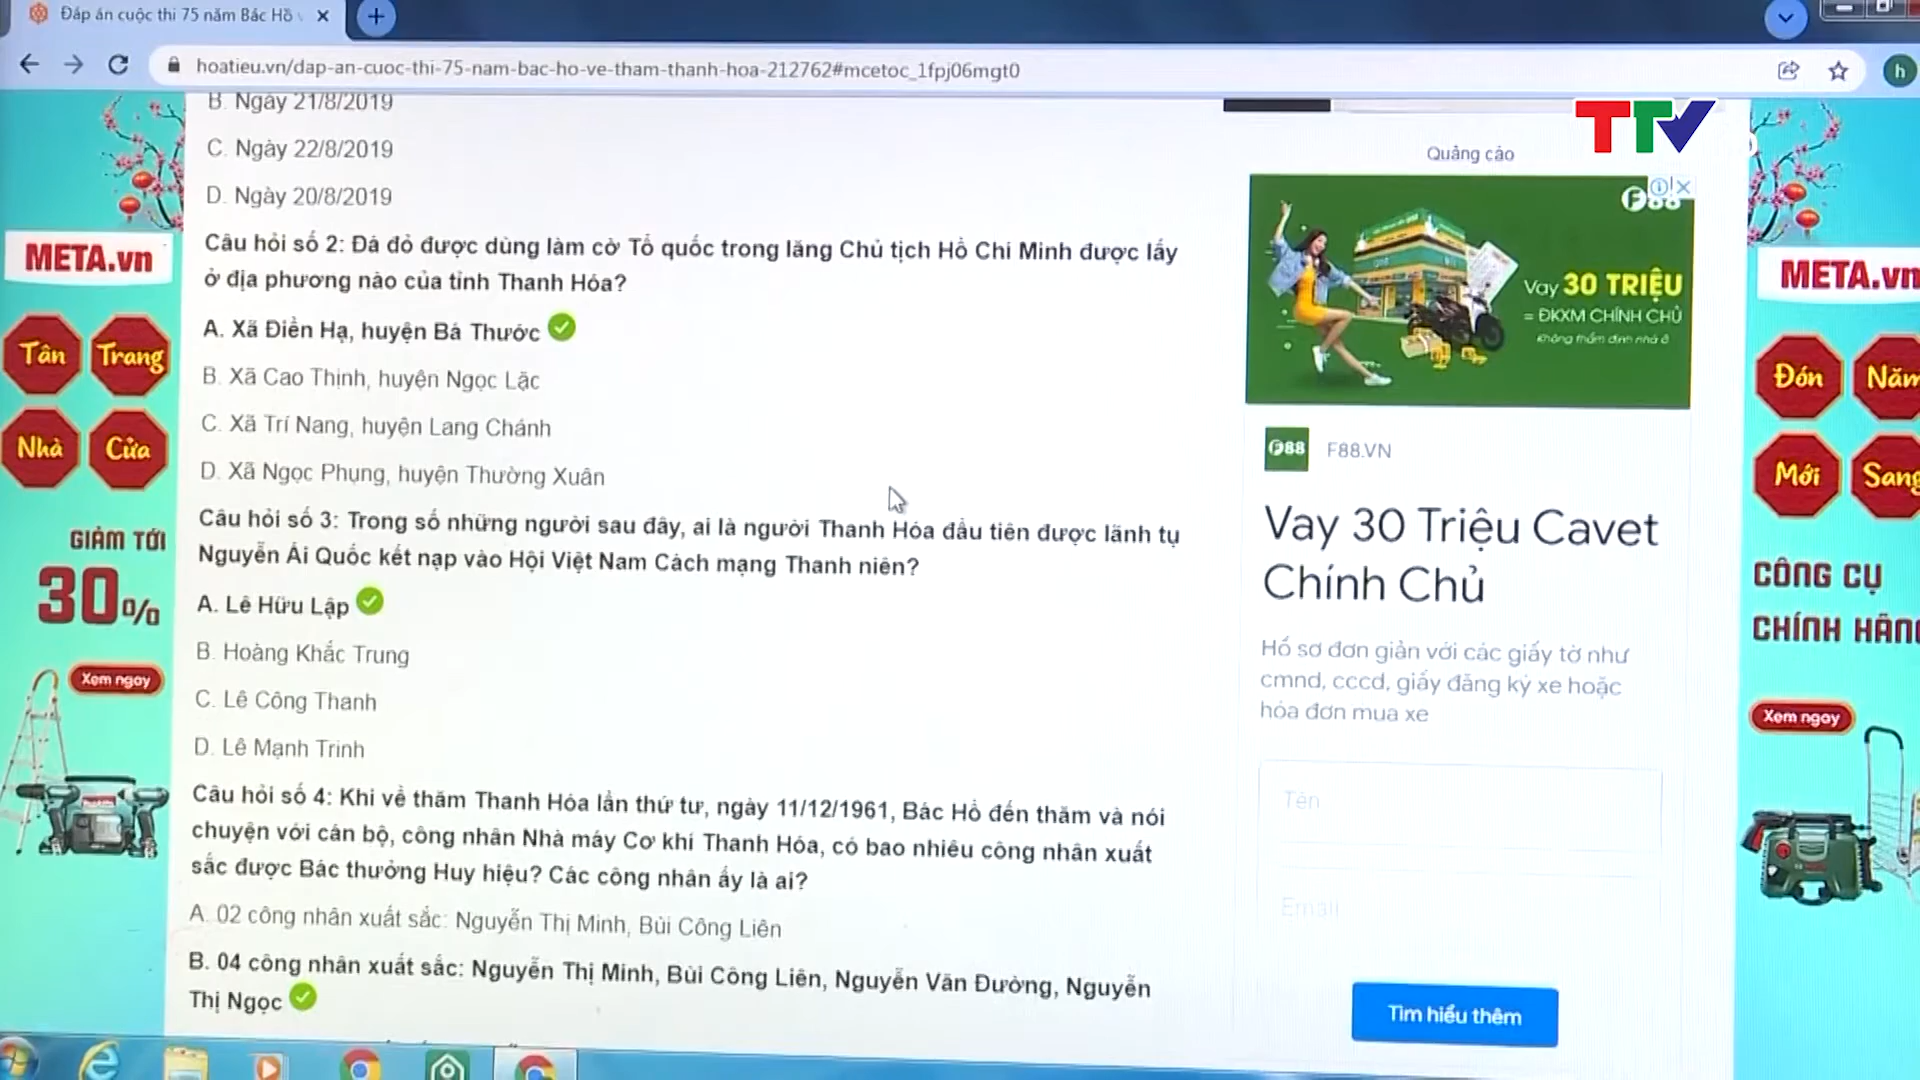 Đáp án cuộc thi 75 năm Bác Hồ v
hoatieu.vn/dap-an-cuoc-thi-75-nam-bac-ho-ve-tham-thanh-hoa-212762#mcetoc_1fpj06mgt0
h
B. Ngày 21/8/2019
C. Ngày 22/8/2019
D. Ngày 20/8/2019
Câu hỏi số 2: Đá đỏ được dùng làm cờ Tổ quốc trong lăng Chủ tịch Hồ Chí Minh được lấy
ở địa phương nào của tỉnh Thanh Hóa?
A. Xã Điền Hạ, huyện Bá Thước
B. Xã Cao Thịnh, huyện Ngọc Lặc
C. Xã Trí Nang, huyện Lang Chánh
D. Xã Ngọc Phụng, huyện Thường Xuân
Câu hỏi số 3: Trong số những người sau đây, ai là người Thanh Hóa đầu tiên được lãnh tụ
Nguyễn Ái Quốc kết nạp vào Hội Việt Nam Cách mạng Thanh niên?
A. Lê Hữu Lập
B. Hoàng Khắc Trung
C. Lê Công Thanh
D. Lê Mạnh Trinh
Câu hỏi số 4: Khi về thăm Thanh Hóa lần thứ tư, ngày 11/12/1961, Bác Hồ đến thăm và nói
chuyện với cán bộ, công nhân Nhà máy Cơ khí Thanh Hóa, có bao nhiêu công nhân xuất
sắc được Bác thưởng Huy hiệu? Các công nhân ấy là ai?
A. 02 công nhân xuất sắc: Nguyễn Thị Minh, Bùi Công Liên
B. 04 công nhân xuất sắc: Nguyễn Thị Minh, Bùi Công Liên, Nguyễn Văn Đường, Nguyễn
Thị Ngọc
META.vn
Tân Trang
Nhà Cửa
GIẢM TỚI
30%
Xem ngay
TTV
Quảng cáo
F88
Vay 30 TRIỆU
= ĐKXM CHÍNH CHỦ
Không thẩm định nhà ở
F88 F88.VN
Vay 30 Triệu Cavet
Chính Chủ
Hồ sơ đơn giản với các giấy tờ như
cmnd, cccd, giấy đăng ký xe hoặc
hóa đơn mua xe
Tên
Email
Tìm hiểu thêm
META.vn
Đón Năm
Mới Sang
CÔNG CỤ
CHÍNH HÃNG
Xem ngay